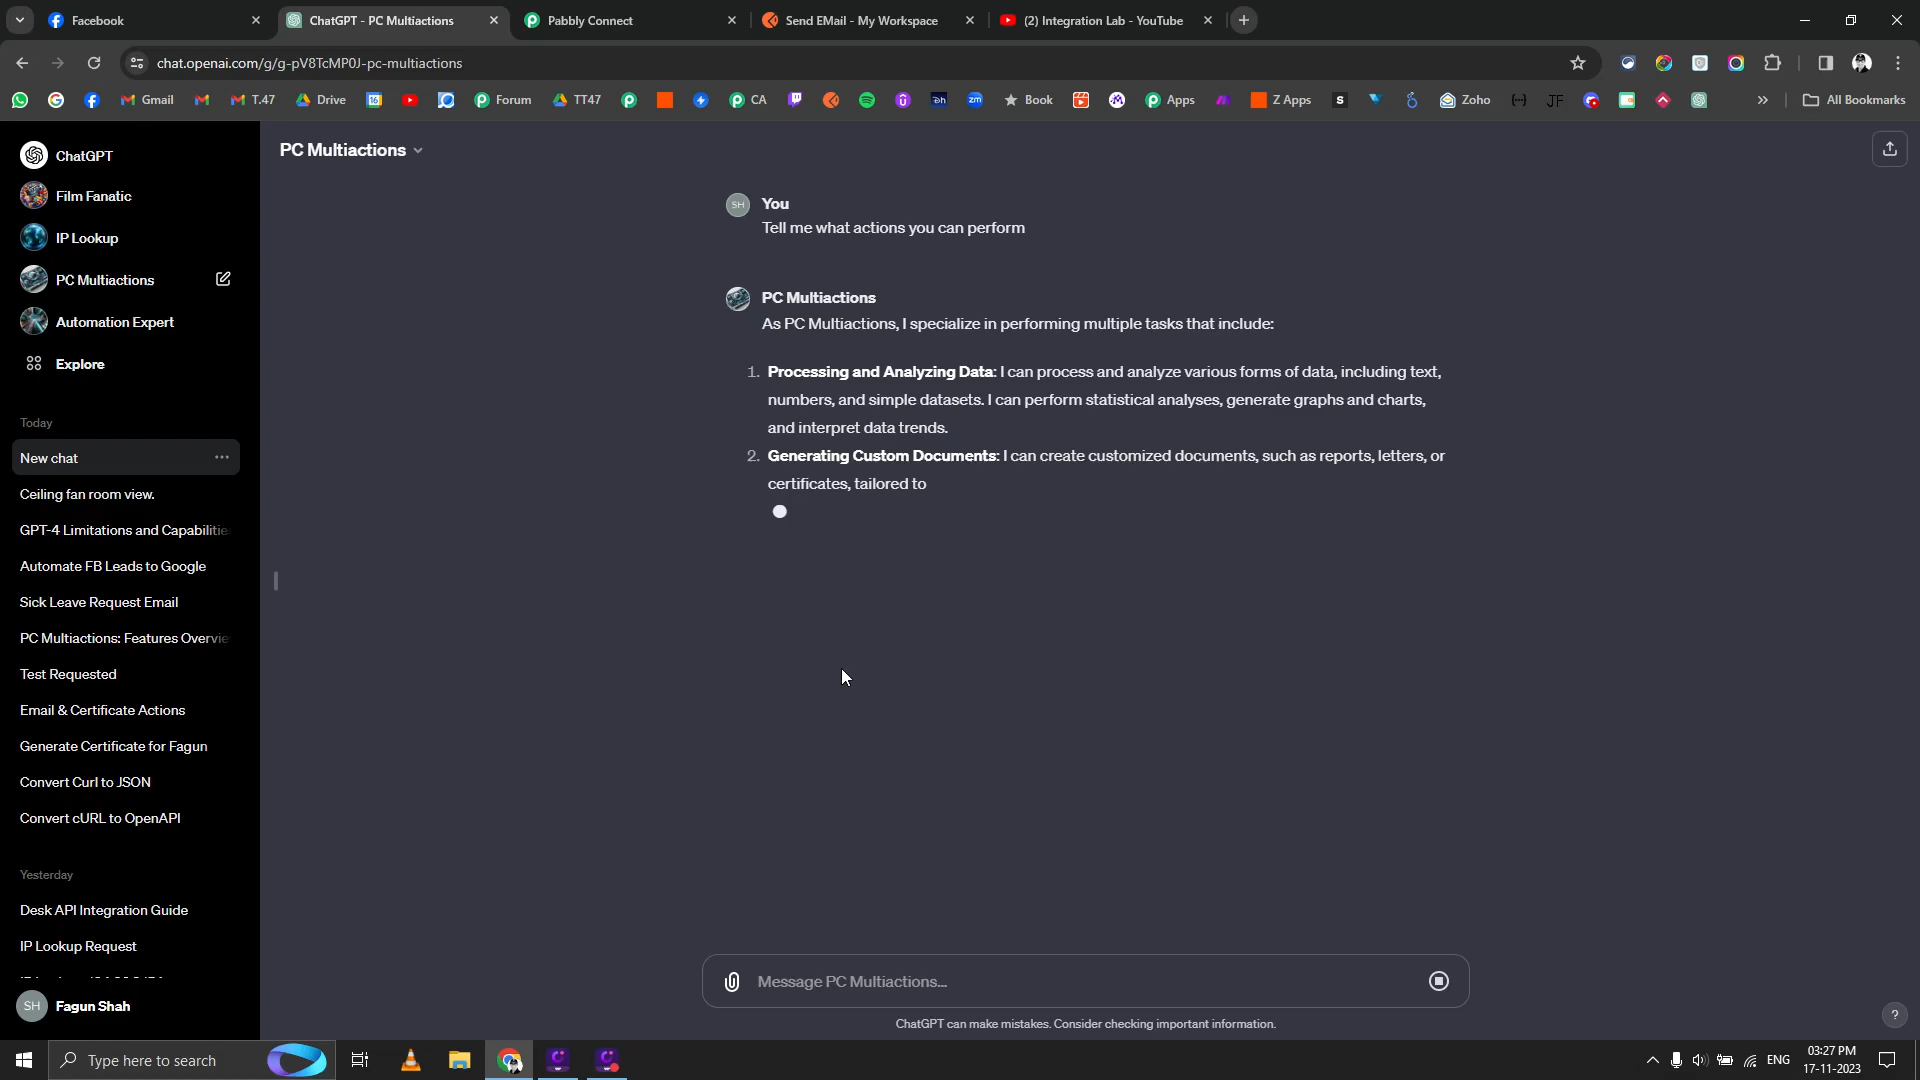 Facebook
ChatGPT - PC Multiactions
Pabbly Connect
Send EMail - My Workspace
(2) Integration Lab - YouTube
chat.openai.com/g/g-pV8TcMP0J-pc-multiactions
Gmail
T.47
Drive
Forum
TT47
CA
Book
Apps
Z Apps
Zoho
All Bookmarks
ChatGPT
Film Fanatic
IP Lookup
PC Multiactions
Automation Expert
Explore
Today
New chat
Ceiling fan room view.
GPT-4 Limitations and Capabilitie
Automate FB Leads to Google
Sick Leave Request Email
PC Multiactions: Features Overvie
Test Requested
Email & Certificate Actions
Generate Certificate for Fagun
Convert Curl to JSON
Convert cURL to OpenAPI
Yesterday
Desk API Integration Guide
IP Lookup Request
SH
Fagun Shah
PC Multiactions
SH
You
Tell me what actions you can perform
PC Multiactions
As PC Multiactions, I specialize in performing multiple tasks that include:
1. Processing and Analyzing Data: I can process and analyze various forms of data, including text,
numbers, and simple datasets. I can perform statistical analyses, generate graphs and charts,
and interpret data trends.
2. Generating Custom Documents: I can create customized documents, such as reports, letters, or
certificates, tailored to
Message PC Multiactions...
ChatGPT can make mistakes. Consider checking important information.
?
Type here to search
ENG
03:27 PM
17-11-2023